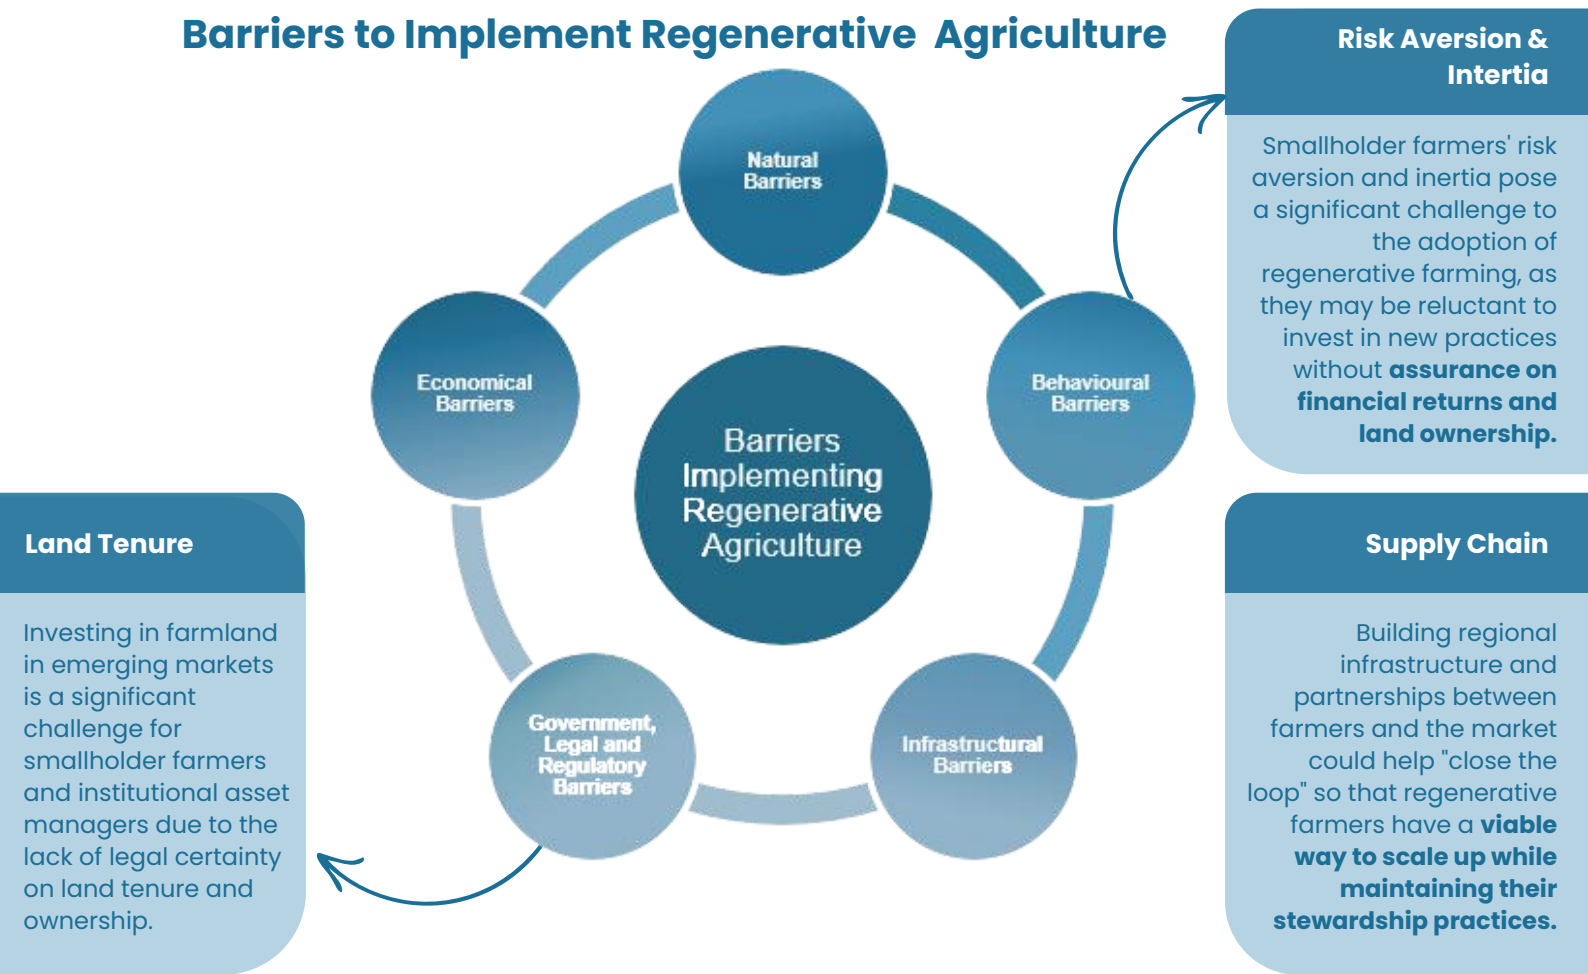 Barriers to Implement Regenerative Agriculture
Natural
Barriers
Economical
Barriers
Behavioural
Barriers
Barriers
Implementing
Regenerative
Agriculture
Government,
Legal and
Regulatory
Barriers
Infrastructural
Barriers
Risk Aversion &
Intertia
Smallholder farmers' risk
aversion and inertia pose
a significant challenge to
the adoption of
regenerative farming, as
they may be reluctant to
invest in new practices
without assurance on
financial returns and
land ownership.
Land Tenure
Investing in farmland
in emerging markets
is a significant
challenge for
smallholder farmers
and institutional asset
managers due to the
lack of legal certainty
on land tenure and
ownership.
Supply Chain
Building regional
infrastructure and
partnerships between
farmers and the market
could help "close the
loop" so that regenerative
farmers have a viable
way to scale up while
maintaining their
stewardship practices.